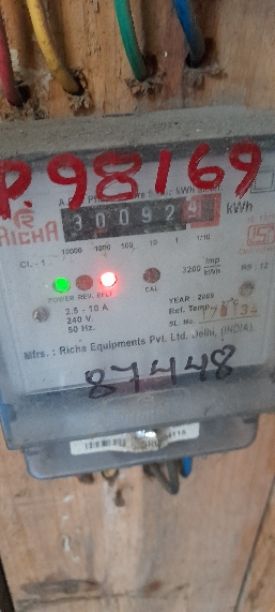 P.98169
300929 kWh
RICHA
CL. - 1
10000 1000 100 10 1 1/10
3200 imp/kWh
POWER REV. EFLT CAL
2.5 - 10 A
240 V.
50 Hz.
YEAR : 2009
Ref. Temp.
SL No.
Mfrs. : Richa Equipments Pvt. Ltd. Delhi, (INDIA)
87448